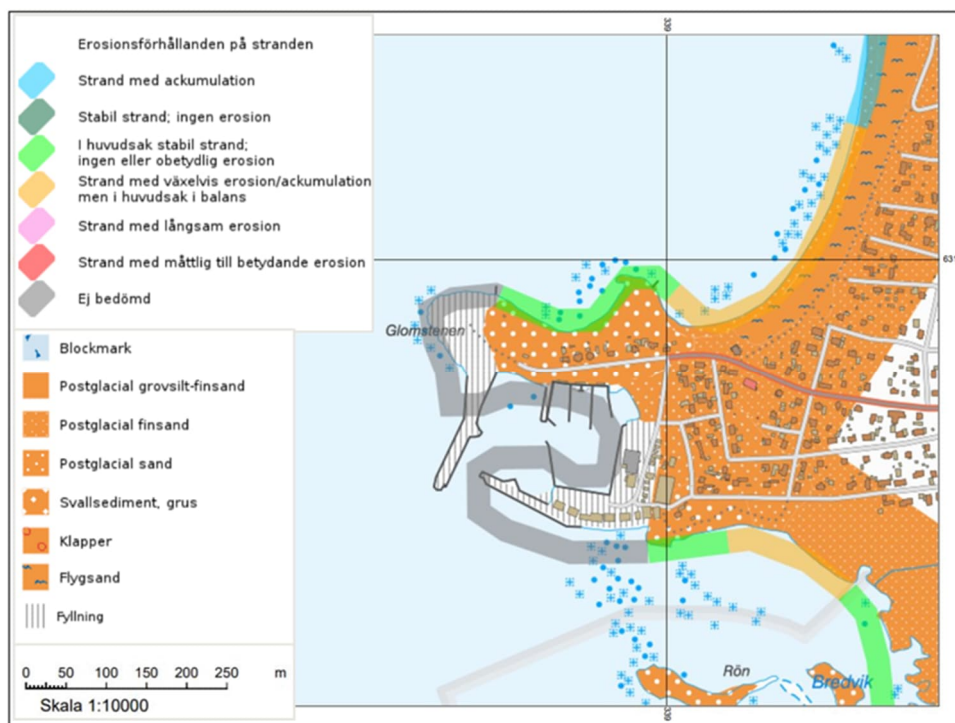 Erosionsförhållanden på stranden
Strand med ackumulation
Stabil strand; ingen erosion
I huvudsak stabil strand;
ingen eller obetydlig erosion
Strand med växelvis erosion/ackumulation
men i huvudsak i balans
Strand med långsam erosion
Strand med måttlig till betydande erosion
Ej bedömd
Blockmark
Postglacial grovsilt-finsand
Postglacial finsand
Postglacial sand
Svallsediment, grus
Klapper
Flygsand
Fyllning
0 50 100 150 200 250 m
Skala 1:10000
339
631
Glomstenen
Rön
Bredvik
339